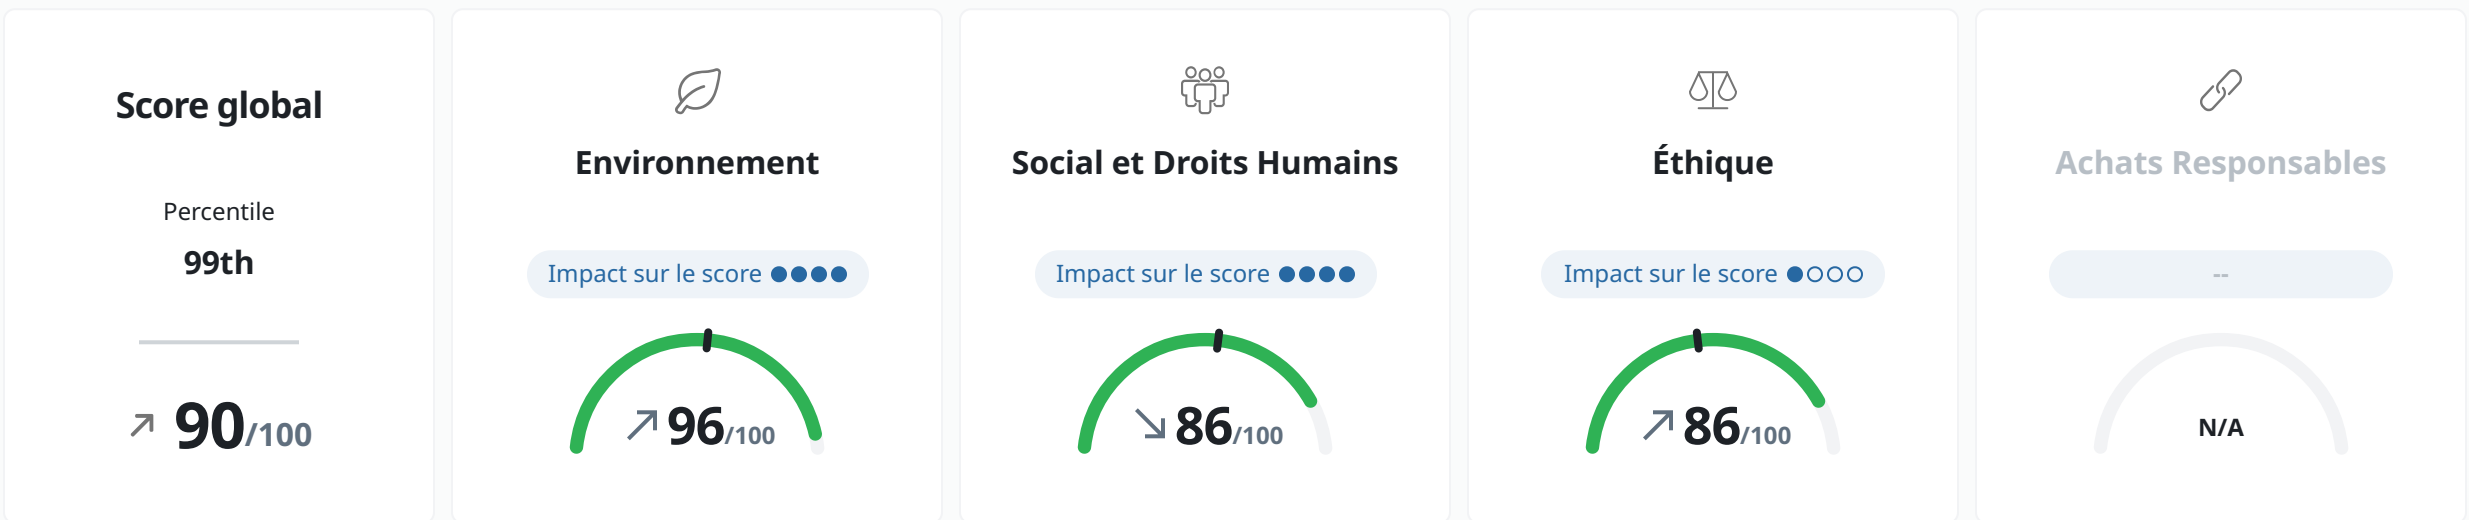 Score global
Percentile
99th
90/100
Environnement
Impact sur le score
96/100
Social et Droits Humains
Impact sur le score
86/100
Éthique
Impact sur le score
86/100
Achats Responsables
--
N/A